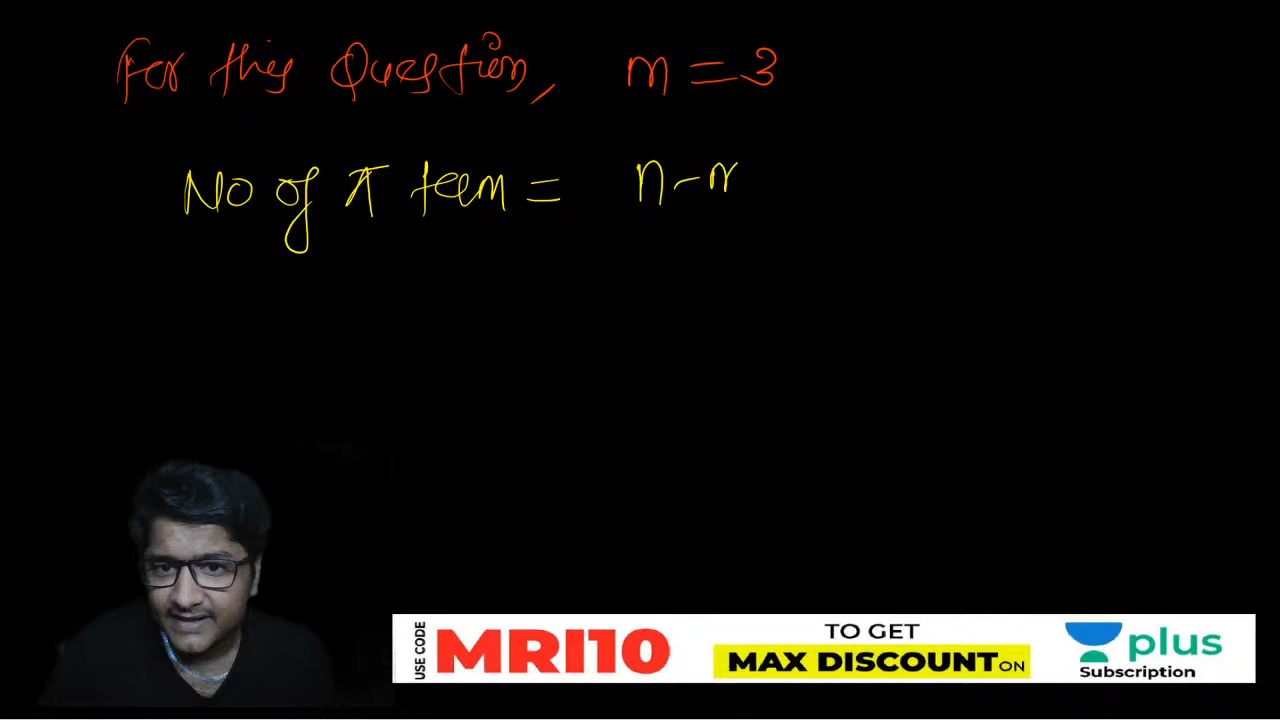 For this Question, m = 3
No of π term = n - m
USE CODE
MRI10
TO GET
MAX DISCOUNT ON
plus
Subscription